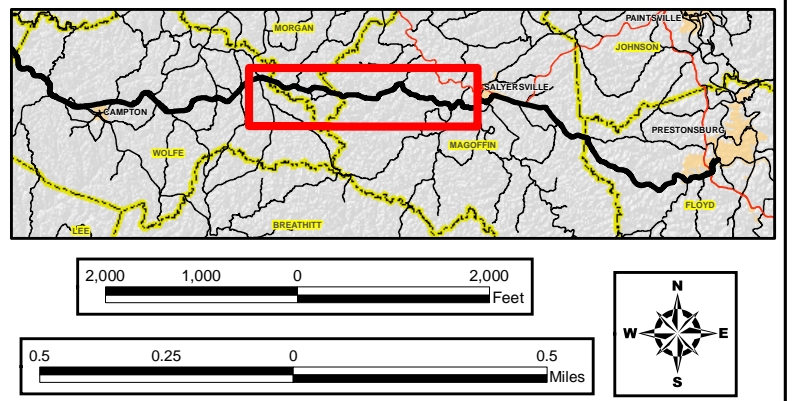 MORGAN
PAINTSVILLE
JOHNSON
SALYERSVILLE
CAMPTON
PRESTONSBURG
WOLFE
MAGOFFIN
FLOYD
LEE
BREATHITT
2,000 1,000 0 2,000
Feet
N
W E
S
0.5 0.25 0 0.5
Miles